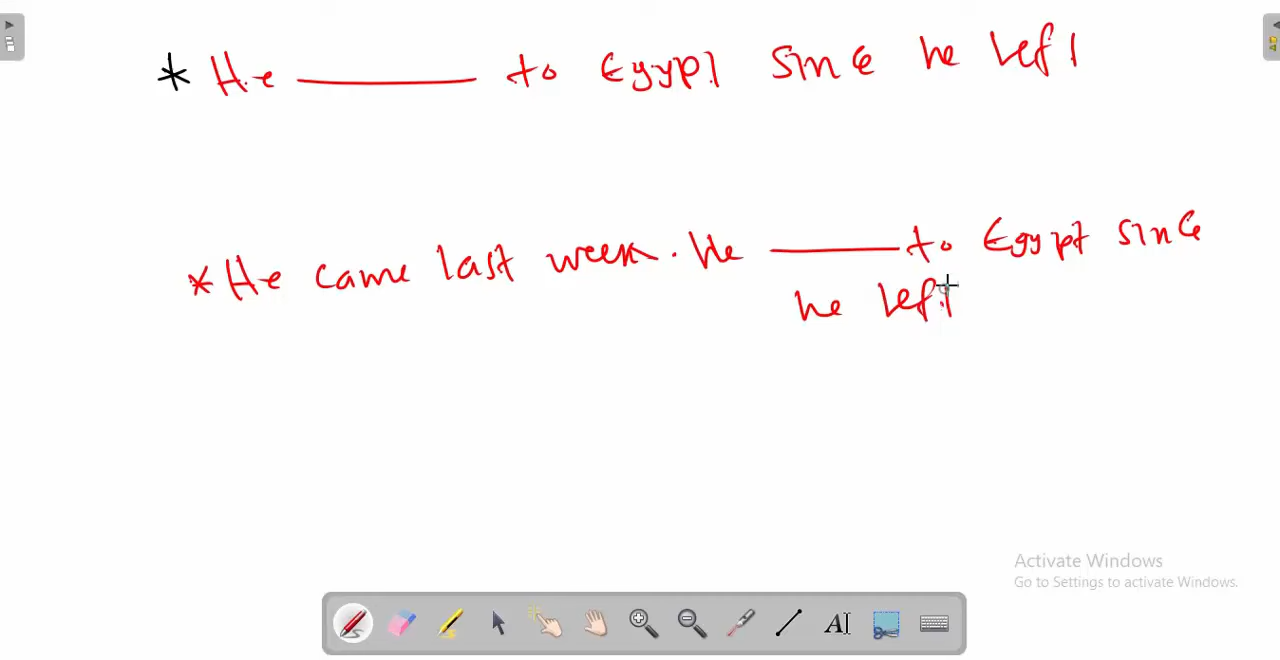 * He ______ to Egypt since he left
* He came last week. He ______ to Egypt since
he left
Activate Windows
Go to Settings to activate Windows.
AI